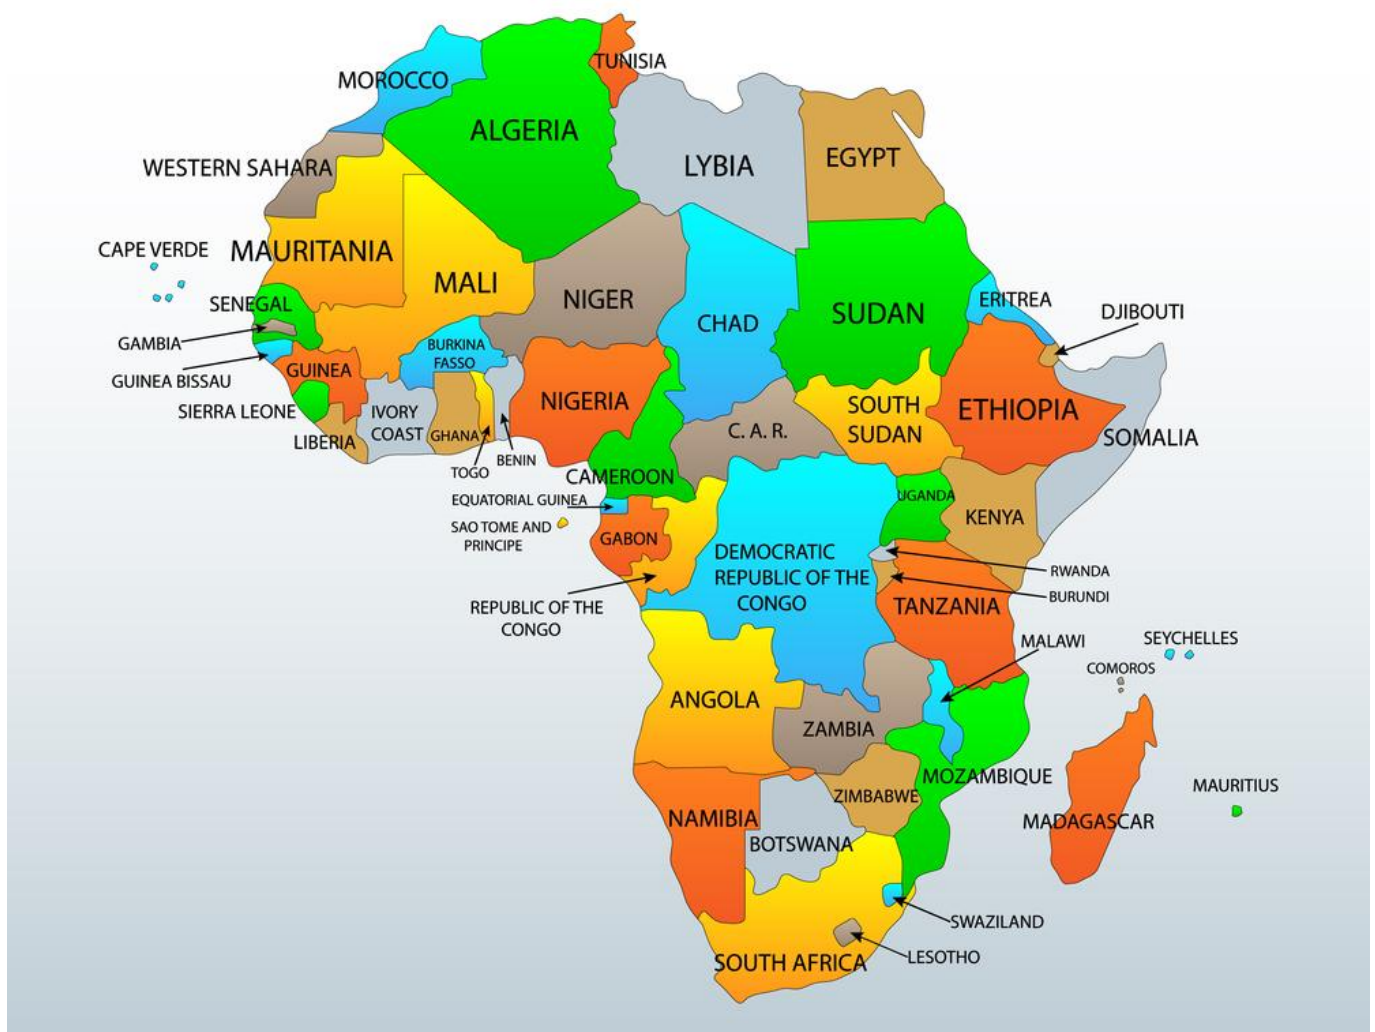 TUNISIA
MOROCCO
ALGERIA
LYBIA
EGYPT
WESTERN SAHARA
CAPE VERDE
MAURITANIA
MALI
NIGER
CHAD
SUDAN
ERITREA
DJIBOUTI
SENEGAL
GAMBIA
GUINEA BISSAU
GUINEA
BURKINA
FASSO
SIERRA LEONE
LIBERIA
IVORY
COAST
GHANA
TOGO
BENIN
NIGERIA
C. A. R.
SOUTH
SUDAN
ETHIOPIA
SOMALIA
CAMEROON
EQUATORIAL GUINEA
SAO TOME AND
PRINCIPE
GABON
UGANDA
KENYA
DEMOCRATIC
REPUBLIC OF THE
CONGO
RWANDA
BURUNDI
REPUBLIC OF THE
CONGO
TANZANIA
MALAWI
SEYCHELLES
COMOROS
ANGOLA
ZAMBIA
MOZAMBIQUE
ZIMBABWE
MAURITIUS
NAMIBIA
BOTSWANA
MADAGASCAR
SWAZILAND
LESOTHO
SOUTH AFRICA